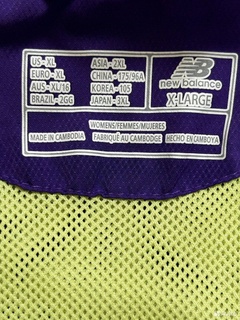 US-XL ASIA-2XL
EURO-XL CHINA-175/96A
AUS-XL/16 KOREA-105
BRAZIL-2GG JAPAN-3XL
NB
new balance
X-LARGE
WOMENS/FEMMES/MUJERES
MADE IN CAMBODIA FABRIQUÉ AU CAMBODGE HECHO EN CAMBOYA